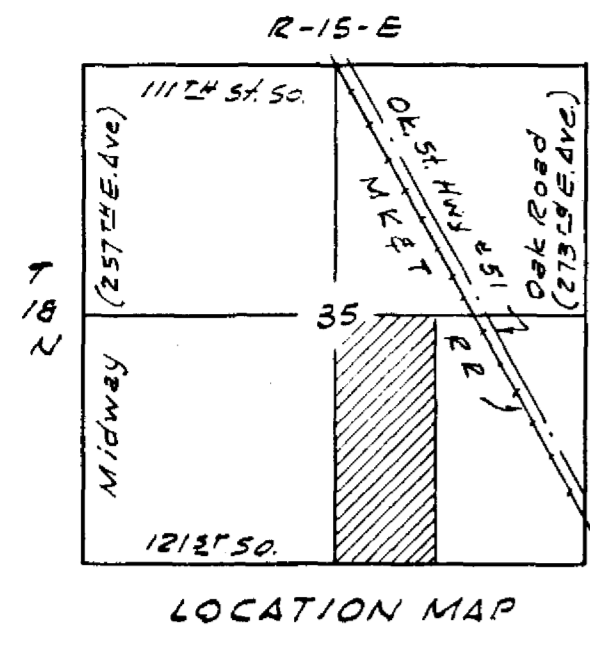 R-15-E
111TH St. So.
(257TH E. Ave)
Ok. St. Hwy #51
MK&T
Oak Road
(273rd E. Ave.)
T
18
N
35
RR
Midway
121ST SO.
LOCATION MAP